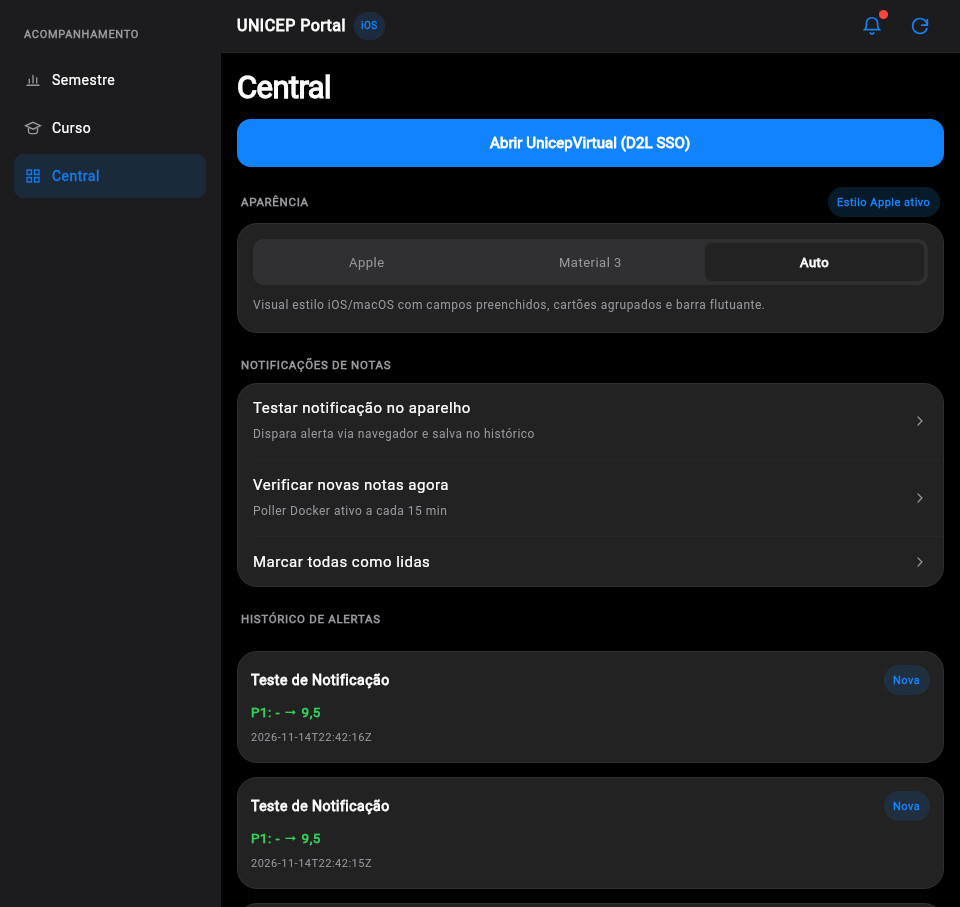 ACOMPANHAMENTO
Semestre
Curso
Central
UNICEP Portal iOS
Central
Abrir UnicepVirtual (D2L SSO)
APARÊNCIA
Estilo Apple ativo
Apple Material 3 Auto
Visual estilo iOS/macOS com campos preenchidos, cartões agrupados e barra flutuante.
NOTIFICAÇÕES DE NOTAS
Testar notificação no aparelho
Dispara alerta via navegador e salva no histórico
Verificar novas notas agora
Poller Docker ativo a cada 15 min
Marcar todas como lidas
HISTÓRICO DE ALERTAS
Teste de Notificação Nova
P1: - → 9,5
2026-11-14T22:42:16Z
Teste de Notificação Nova
P1: - → 9,5
2026-11-14T22:42:15Z